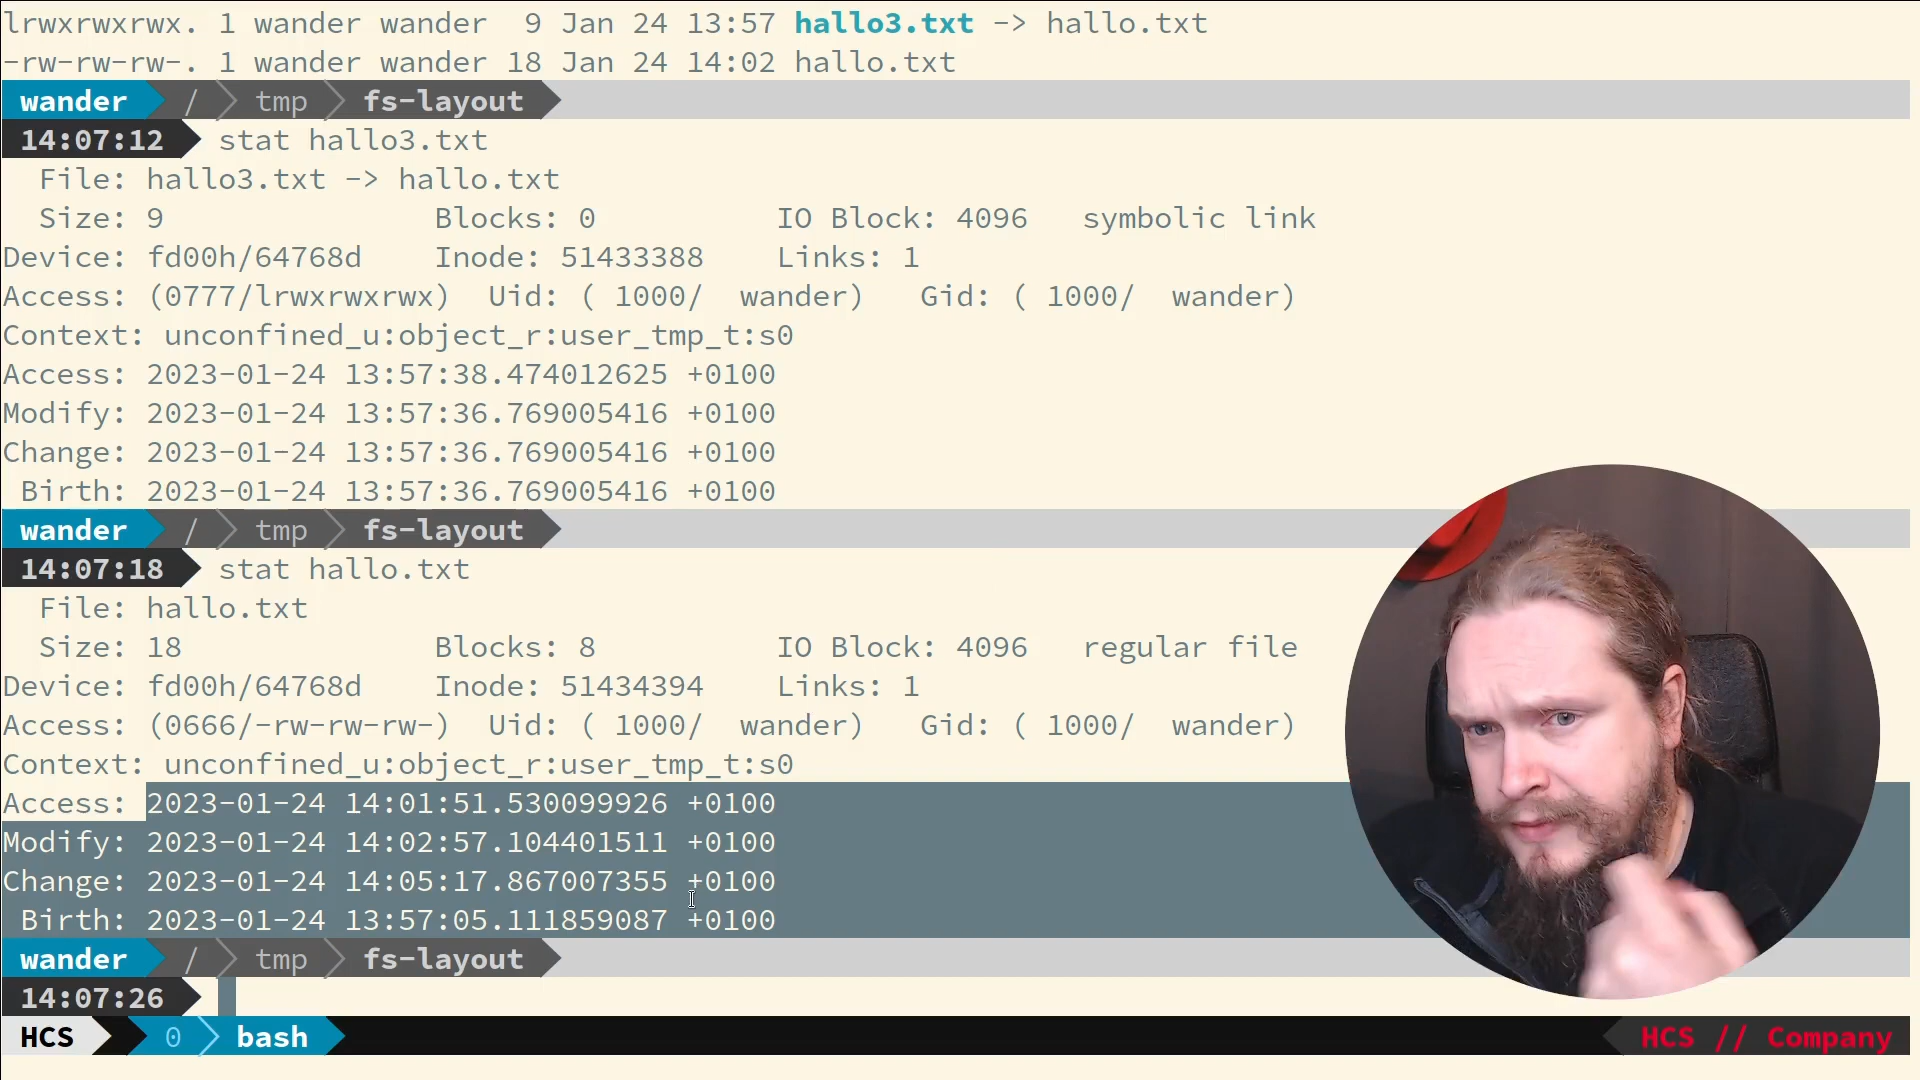 lrwxrwxrwx. 1 wander wander  9 Jan 24 13:57 hallo3.txt -> hallo.txt
-rw-rw-rw-. 1 wander wander 18 Jan 24 14:02 hallo.txt
wander / tmp fs-layout
14:07:12 stat hallo3.txt
  File: hallo3.txt -> hallo.txt
  Size: 9               Blocks: 0          IO Block: 4096   symbolic link
Device: fd00h/64768d    Inode: 51433388    Links: 1
Access: (0777/lrwxrwxrwx)  Uid: ( 1000/  wander)   Gid: ( 1000/  wander)
Context: unconfined_u:object_r:user_tmp_t:s0
Access: 2023-01-24 13:57:38.474012625 +0100
Modify: 2023-01-24 13:57:36.769005416 +0100
Change: 2023-01-24 13:57:36.769005416 +0100
 Birth: 2023-01-24 13:57:36.769005416 +0100
wander / tmp fs-layout
14:07:18 stat hallo.txt
  File: hallo.txt
  Size: 18              Blocks: 8          IO Block: 4096   regular file
Device: fd00h/64768d    Inode: 51434394    Links: 1
Access: (0666/-rw-rw-rw-)  Uid: ( 1000/  wander)   Gid: ( 1000/  wander)
Context: unconfined_u:object_r:user_tmp_t:s0
Access: 2023-01-24 14:01:51.530099926 +0100
Modify: 2023-01-24 14:02:57.104401511 +0100
Change: 2023-01-24 14:05:17.867007355 +0100
 Birth: 2023-01-24 13:57:05.111859087 +0100
wander / tmp fs-layout
14:07:26
HCS 0 bash HCS // Company